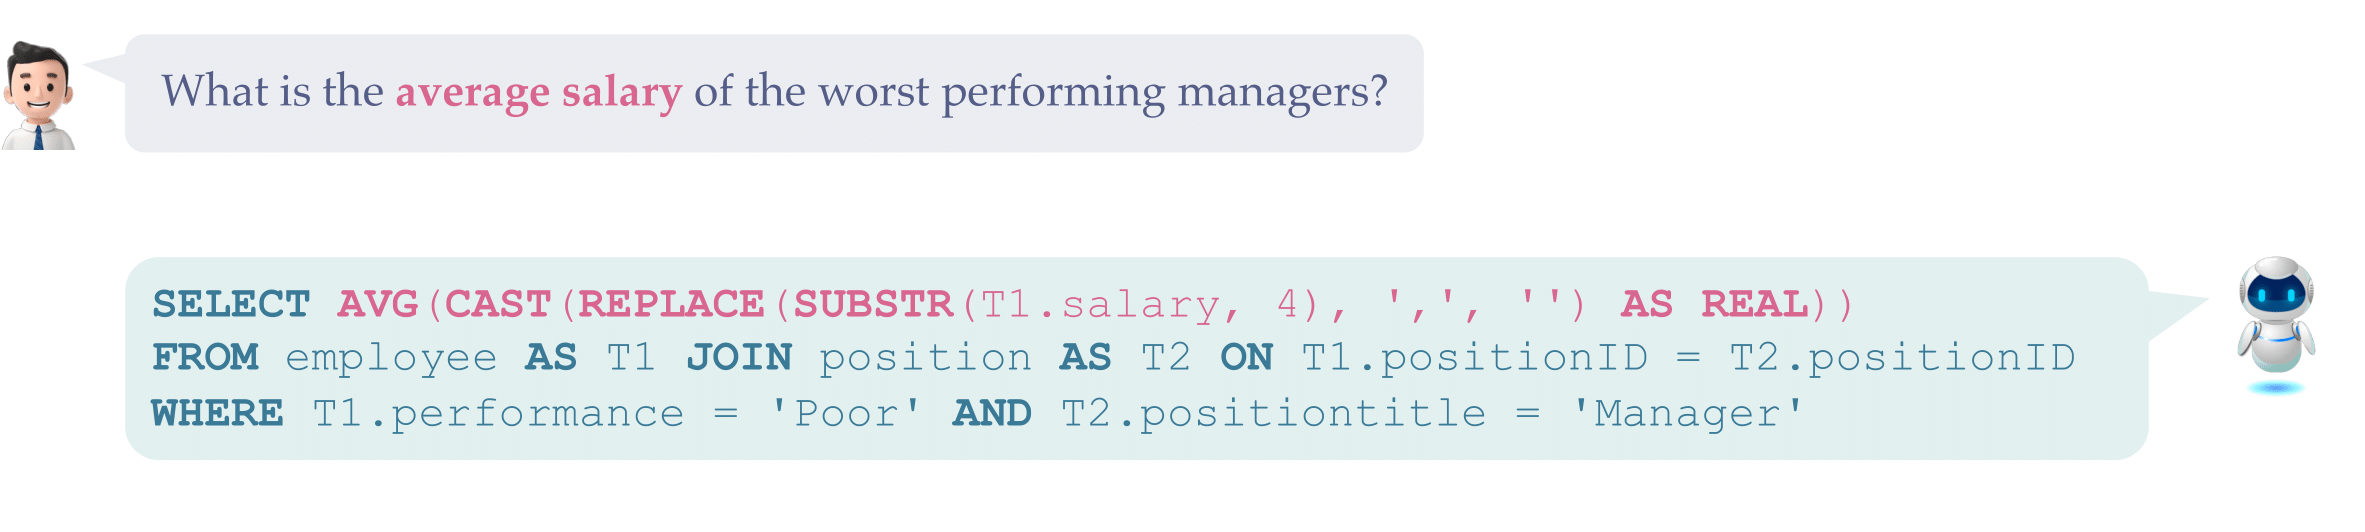 What is the average salary of the worst performing managers?
SELECT AVG(CAST(REPLACE(SUBSTR(T1.salary, 4), ',', '') AS REAL))
FROM employee AS T1 JOIN position AS T2 ON T1.positionID = T2.positionID
WHERE T1.performance = 'Poor' AND T2.positiontitle = 'Manager'